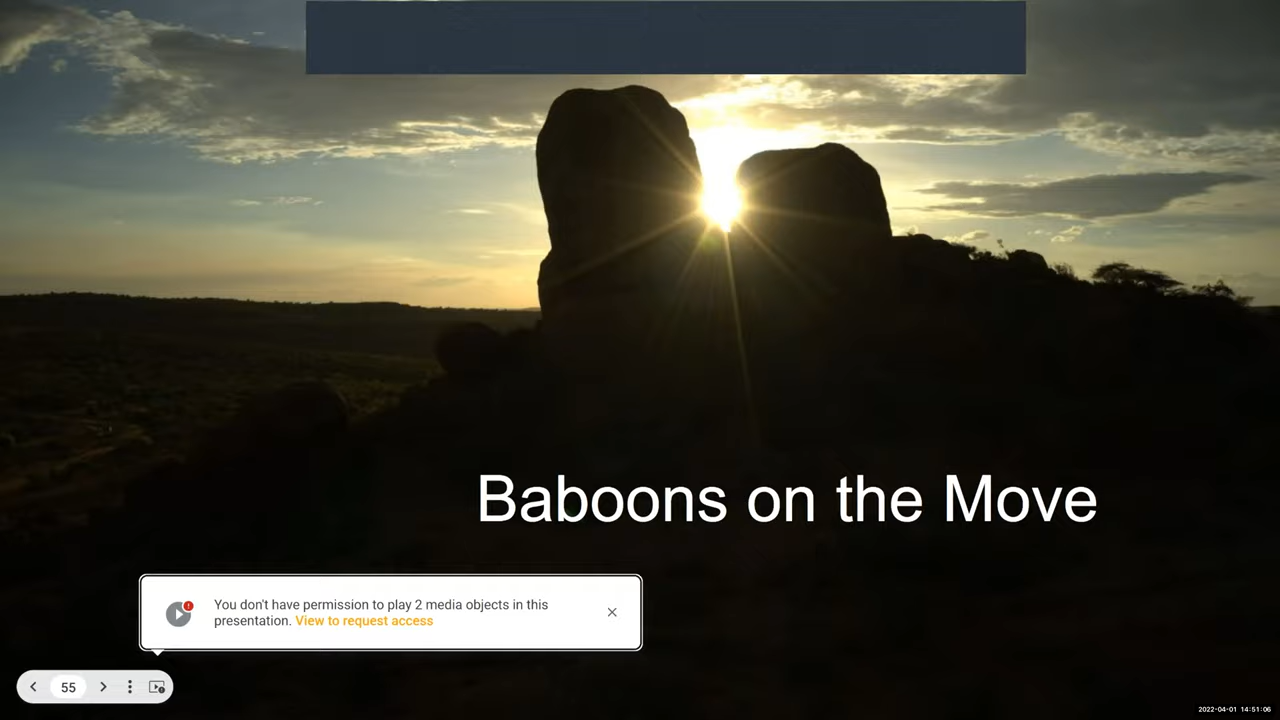 Baboons on the Move
You don't have permission to play 2 media objects in this
presentation. View to request access
55
2022-04-01 14:51:06